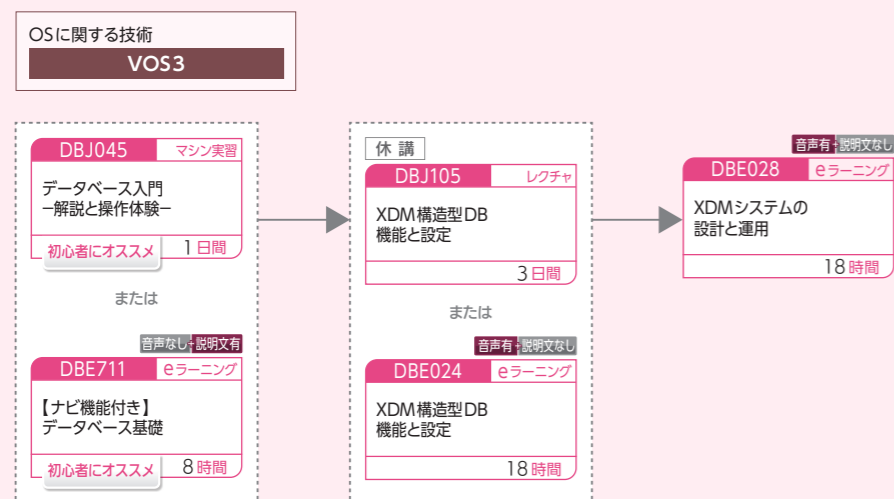 OSに関する技術
VOS3
DBJ045 マシン実習
データベース入門
−解説と操作体験−
初心者にオススメ 1日間
または
音声なし・説明文有
DBE711 eラーニング
【ナビ機能付き】
データベース基礎
初心者にオススメ 8時間
休講
DBJ105 レクチャ
XDM構造型DB
機能と設定
3日間
または
音声有・説明文なし
DBE024 eラーニング
XDM構造型DB
機能と設定
18時間
音声有・説明文なし
DBE028 eラーニング
XDMシステムの
設計と運用
18時間